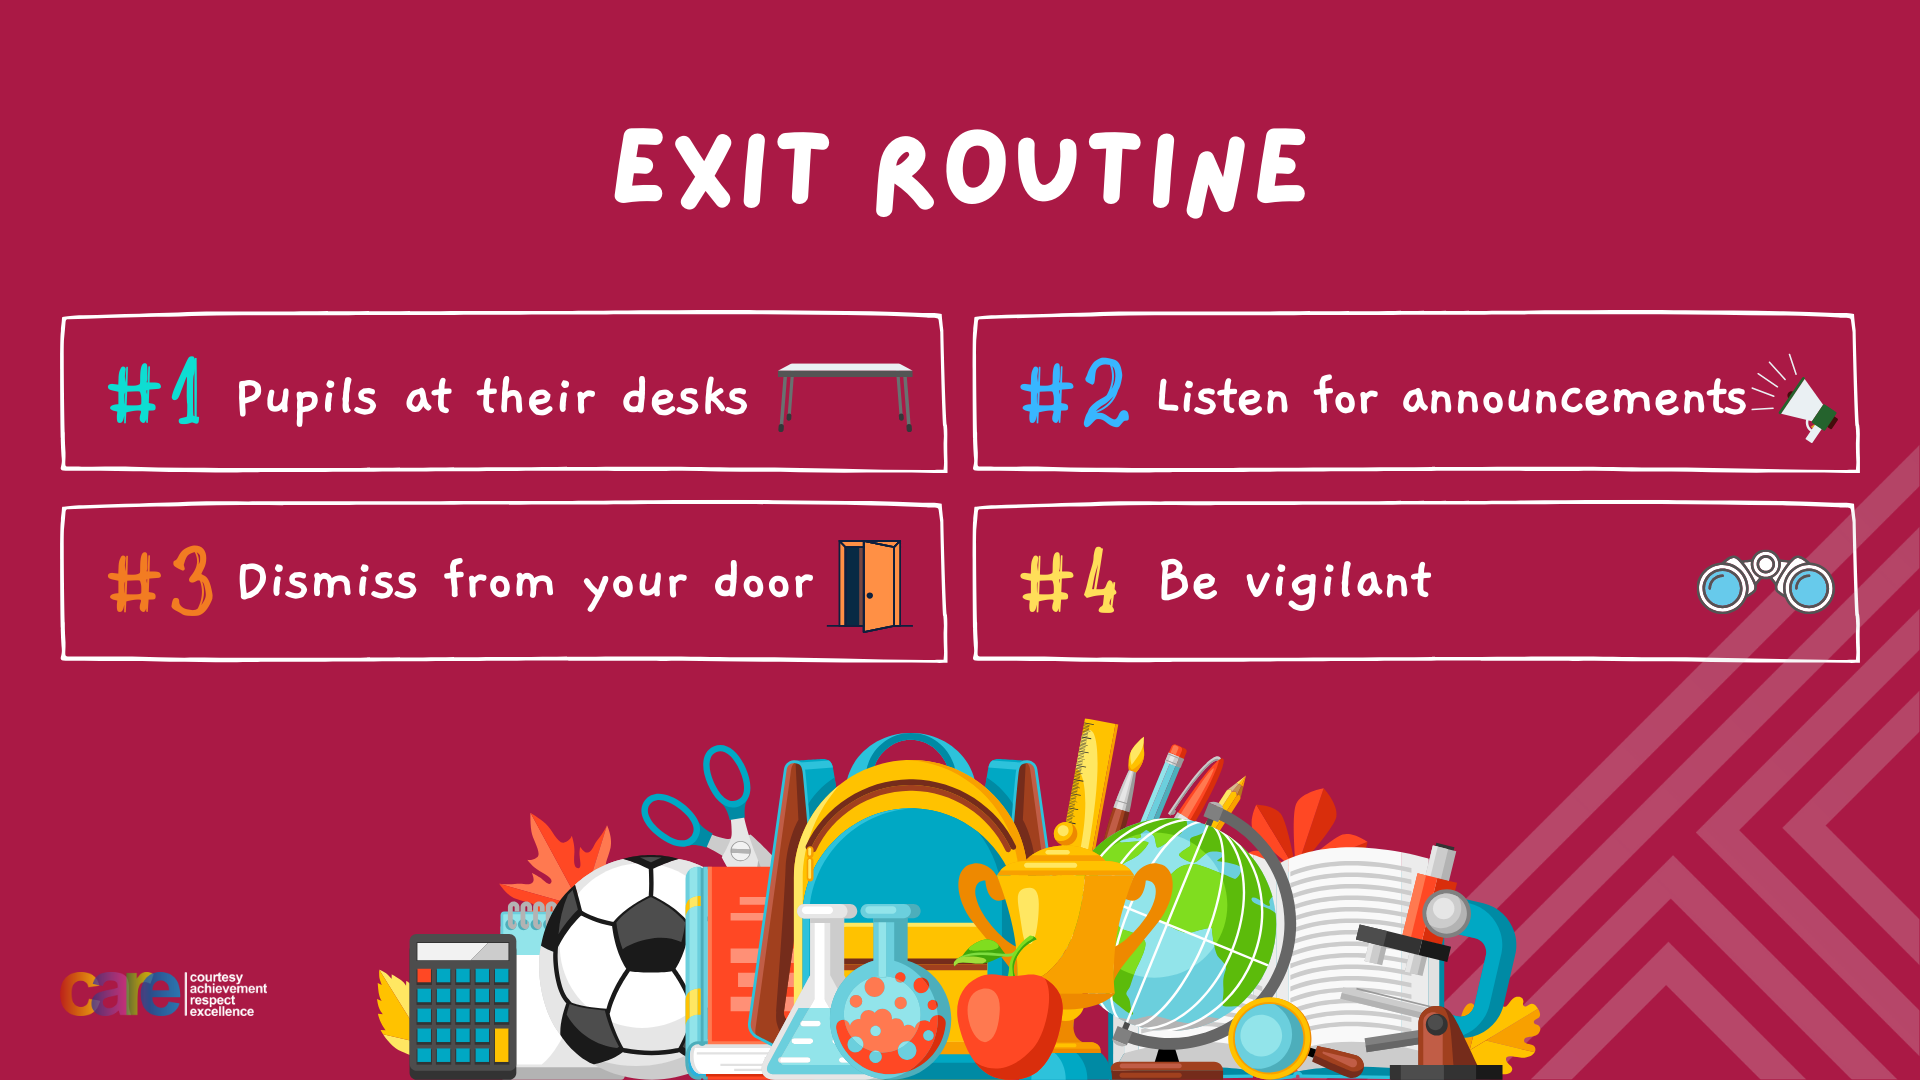 EXIT ROUTINE
#1 Pupils at their desks
#2 Listen for announcements
#3 Dismiss from your door
#4 Be vigilant
care
courtesy
achievement
respect
excellence